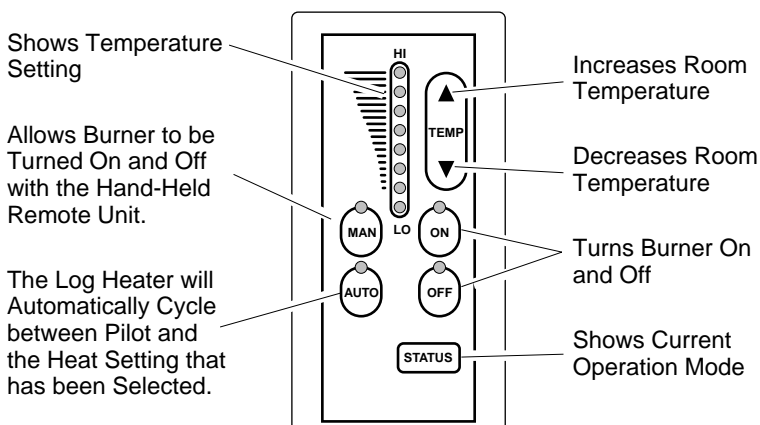 Shows Temperature
Setting
Allows Burner to be
Turned On and Off
with the Hand-Held
Remote Unit.
The Log Heater will
Automatically Cycle
between Pilot and
the Heat Setting that
has been Selected.
HI
TEMP
LO
MAN
ON
AUTO
OFF
STATUS
Increases Room
Temperature
Decreases Room
Temperature
Turns Burner On
and Off
Shows Current
Operation Mode